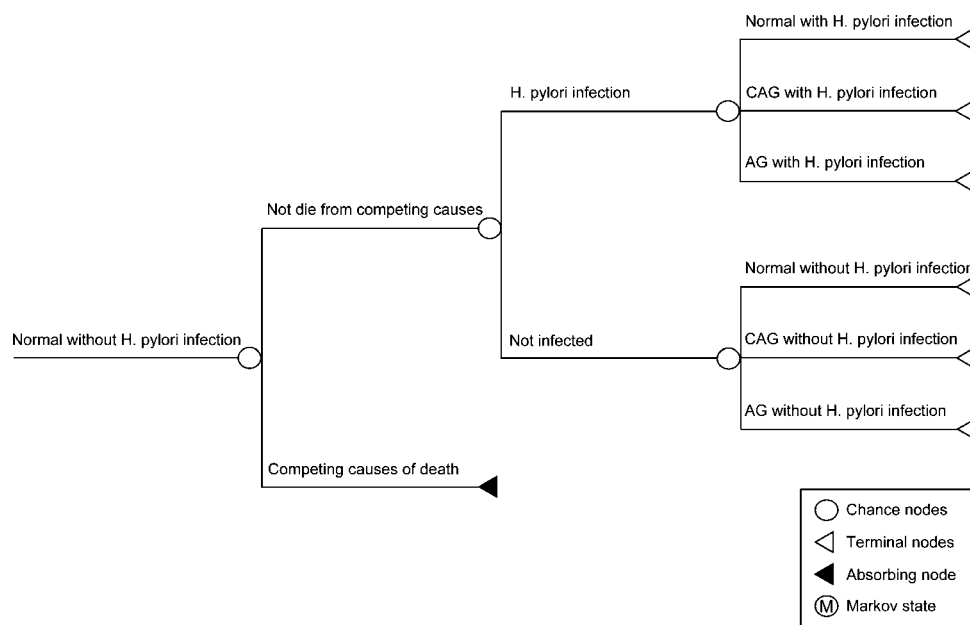 Normal with H. pylori infection
H. pylori infection
CAG with H. pylori infection
AG with H. pylori infection
Not die from competing causes
Normal without H. pylori infection
Normal without H. pylori infection
Not infected
CAG without H. pylori infection
AG without H. pylori infection
Competing causes of death
Chance nodes
Terminal nodes
Absorbing node
M Markov state